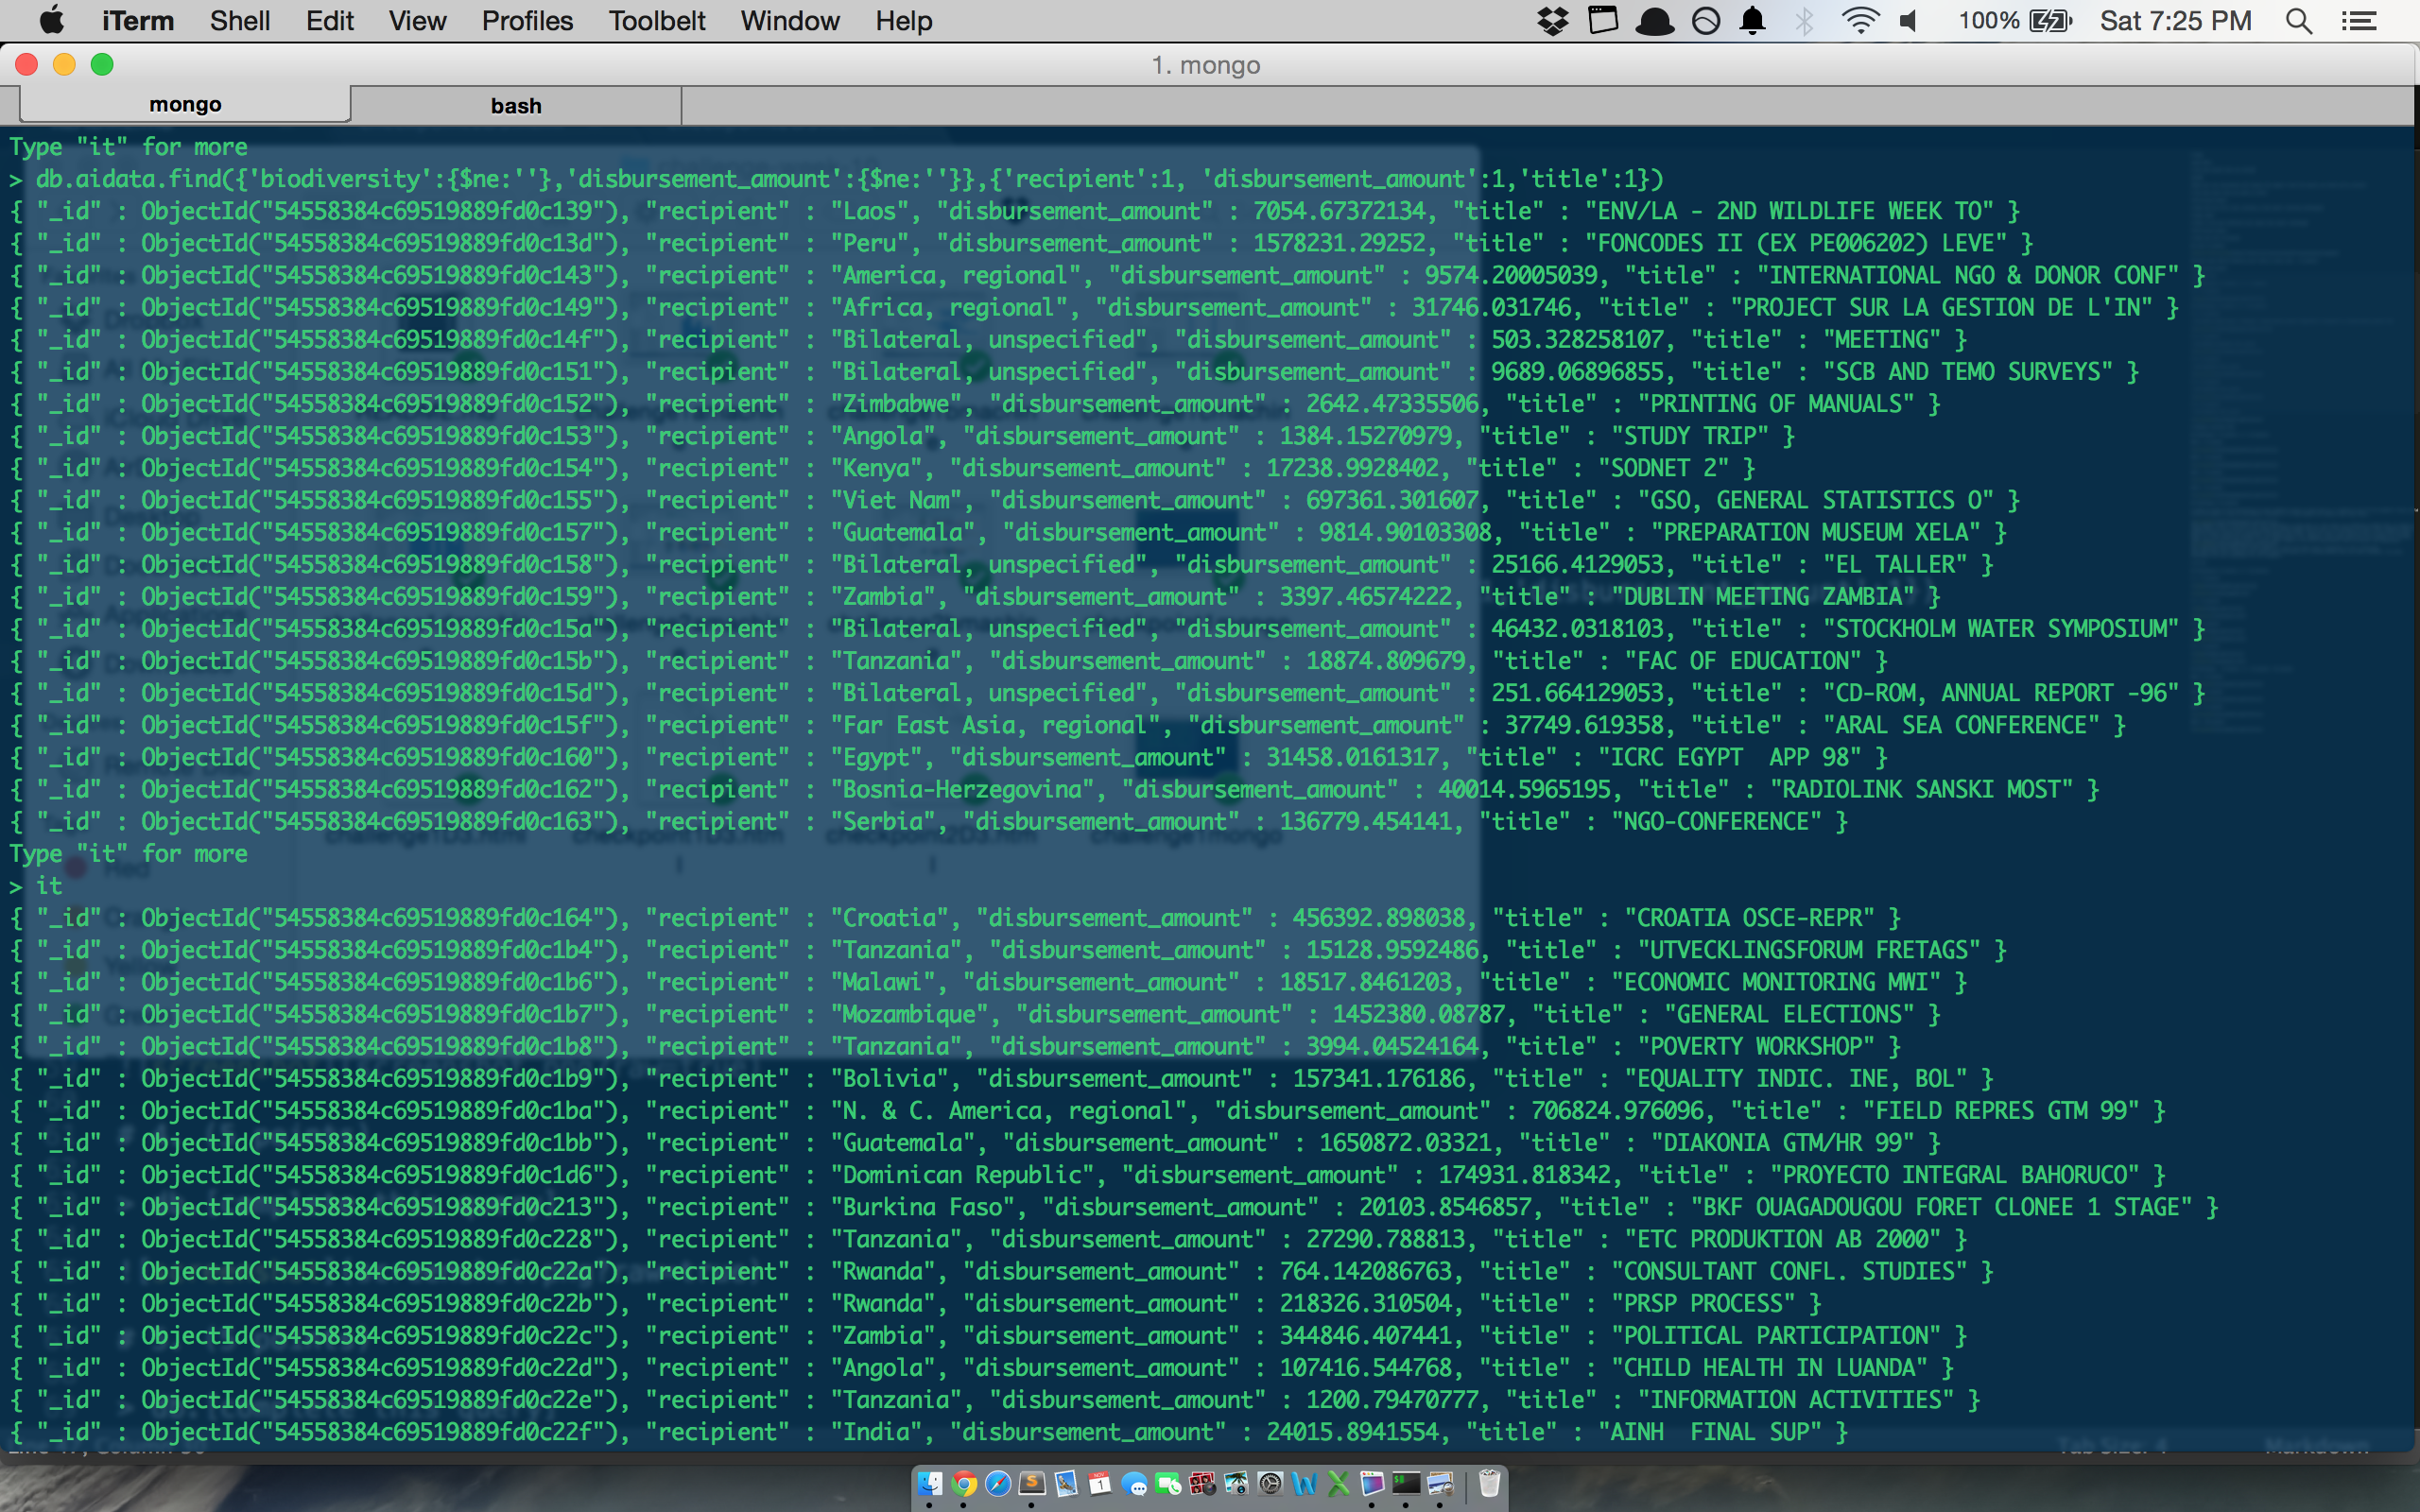 iTerm Shell Edit View Profiles Toolbelt Window Help 100% Sat 7:25 PM
1. mongo
mongo bash
Type "it" for more
> db.aidata.find({'biodiversity':{$ne:''},'disbursement_amount':{$ne:''}},{'recipient':1, 'disbursement_amount':1,'title':1})
{ "_id" : ObjectId("54558384c69519889fd0c139"), "recipient" : "Laos", "disbursement_amount" : 7054.67372134, "title" : "ENV/LA - 2ND WILDLIFE WEEK TO" }
{ "_id" : ObjectId("54558384c69519889fd0c13d"), "recipient" : "Peru", "disbursement_amount" : 1578231.29252, "title" : "FONCODES II (EX PE006202) LEVE" }
{ "_id" : ObjectId("54558384c69519889fd0c143"), "recipient" : "America, regional", "disbursement_amount" : 9574.20005039, "title" : "INTERNATIONAL NGO & DONOR CONF" }
{ "_id" : ObjectId("54558384c69519889fd0c149"), "recipient" : "Africa, regional", "disbursement_amount" : 31746.031746, "title" : "PROJECT SUR LA GESTION DE L'IN" }
{ "_id" : ObjectId("54558384c69519889fd0c14f"), "recipient" : "Bilateral, unspecified", "disbursement_amount" : 503.328258107, "title" : "MEETING" }
{ "_id" : ObjectId("54558384c69519889fd0c151"), "recipient" : "Bilateral, unspecified", "disbursement_amount" : 9689.06896855, "title" : "SCB AND TEMO SURVEYS" }
{ "_id" : ObjectId("54558384c69519889fd0c152"), "recipient" : "Zimbabwe", "disbursement_amount" : 2642.47335506, "title" : "PRINTING OF MANUALS" }
{ "_id" : ObjectId("54558384c69519889fd0c153"), "recipient" : "Angola", "disbursement_amount" : 1384.15270979, "title" : "STUDY TRIP" }
{ "_id" : ObjectId("54558384c69519889fd0c154"), "recipient" : "Kenya", "disbursement_amount" : 17238.9928402, "title" : "SODNET 2" }
{ "_id" : ObjectId("54558384c69519889fd0c155"), "recipient" : "Viet Nam", "disbursement_amount" : 697361.301607, "title" : "GSO, GENERAL STATISTICS O" }
{ "_id" : ObjectId("54558384c69519889fd0c157"), "recipient" : "Guatemala", "disbursement_amount" : 9814.90103308, "title" : "PREPARATION MUSEUM XELA" }
{ "_id" : ObjectId("54558384c69519889fd0c158"), "recipient" : "Bilateral, unspecified", "disbursement_amount" : 25166.4129053, "title" : "EL TALLER" }
{ "_id" : ObjectId("54558384c69519889fd0c159"), "recipient" : "Zambia", "disbursement_amount" : 3397.46574222, "title" : "DUBLIN MEETING ZAMBIA" }
{ "_id" : ObjectId("54558384c69519889fd0c15a"), "recipient" : "Bilateral, unspecified", "disbursement_amount" : 46432.0318103, "title" : "STOCKHOLM WATER SYMPOSIUM" }
{ "_id" : ObjectId("54558384c69519889fd0c15b"), "recipient" : "Tanzania", "disbursement_amount" : 18874.809679, "title" : "FAC OF EDUCATION" }
{ "_id" : ObjectId("54558384c69519889fd0c15d"), "recipient" : "Bilateral, unspecified", "disbursement_amount" : 251.664129053, "title" : "CD-ROM, ANNUAL REPORT -96" }
{ "_id" : ObjectId("54558384c69519889fd0c15f"), "recipient" : "Far East Asia, regional", "disbursement_amount" : 37749.619358, "title" : "ARAL SEA CONFERENCE" }
{ "_id" : ObjectId("54558384c69519889fd0c160"), "recipient" : "Egypt", "disbursement_amount" : 31458.0161317, "title" : "ICRC EGYPT  APP 98" }
{ "_id" : ObjectId("54558384c69519889fd0c162"), "recipient" : "Bosnia-Herzegovina", "disbursement_amount" : 40014.5965195, "title" : "RADIOLINK SANSKI MOST" }
{ "_id" : ObjectId("54558384c69519889fd0c163"), "recipient" : "Serbia", "disbursement_amount" : 136779.454141, "title" : "NGO-CONFERENCE" }
Type "it" for more
> it
{ "_id" : ObjectId("54558384c69519889fd0c164"), "recipient" : "Croatia", "disbursement_amount" : 456392.898038, "title" : "CROATIA OSCE-REPR" }
{ "_id" : ObjectId("54558384c69519889fd0c1b4"), "recipient" : "Tanzania", "disbursement_amount" : 15128.9592486, "title" : "UTVECKLINGSFORUM FRETAGS" }
{ "_id" : ObjectId("54558384c69519889fd0c1b6"), "recipient" : "Malawi", "disbursement_amount" : 18517.8461203, "title" : "ECONOMIC MONITORING MWI" }
{ "_id" : ObjectId("54558384c69519889fd0c1b7"), "recipient" : "Mozambique", "disbursement_amount" : 1452380.08787, "title" : "GENERAL ELECTIONS" }
{ "_id" : ObjectId("54558384c69519889fd0c1b8"), "recipient" : "Tanzania", "disbursement_amount" : 3994.04524164, "title" : "POVERTY WORKSHOP" }
{ "_id" : ObjectId("54558384c69519889fd0c1b9"), "recipient" : "Bolivia", "disbursement_amount" : 157341.176186, "title" : "EQUALITY INDIC. INE, BOL" }
{ "_id" : ObjectId("54558384c69519889fd0c1ba"), "recipient" : "N. & C. America, regional", "disbursement_amount" : 706824.976096, "title" : "FIELD REPRES GTM 99" }
{ "_id" : ObjectId("54558384c69519889fd0c1bb"), "recipient" : "Guatemala", "disbursement_amount" : 1650872.03321, "title" : "DIAKONIA GTM/HR 99" }
{ "_id" : ObjectId("54558384c69519889fd0c1d6"), "recipient" : "Dominican Republic", "disbursement_amount" : 174931.818342, "title" : "PROYECTO INTEGRAL BAHORUCO" }
{ "_id" : ObjectId("54558384c69519889fd0c213"), "recipient" : "Burkina Faso", "disbursement_amount" : 20103.8546857, "title" : "BKF OUAGADOUGOU FORET CLONEE 1 STAGE" }
{ "_id" : ObjectId("54558384c69519889fd0c228"), "recipient" : "Tanzania", "disbursement_amount" : 27290.788813, "title" : "ETC PRODUKTION AB 2000" }
{ "_id" : ObjectId("54558384c69519889fd0c22a"), "recipient" : "Rwanda", "disbursement_amount" : 764.142086763, "title" : "CONSULTANT CONFL. STUDIES" }
{ "_id" : ObjectId("54558384c69519889fd0c22b"), "recipient" : "Rwanda", "disbursement_amount" : 218326.310504, "title" : "PRSP PROCESS" }
{ "_id" : ObjectId("54558384c69519889fd0c22c"), "recipient" : "Zambia", "disbursement_amount" : 344846.407441, "title" : "POLITICAL PARTICIPATION" }
{ "_id" : ObjectId("54558384c69519889fd0c22d"), "recipient" : "Angola", "disbursement_amount" : 107416.544768, "title" : "CHILD HEALTH IN LUANDA" }
{ "_id" : ObjectId("54558384c69519889fd0c22e"), "recipient" : "Tanzania", "disbursement_amount" : 1200.79470777, "title" : "INFORMATION ACTIVITIES" }
{ "_id" : ObjectId("54558384c69519889fd0c22f"), "recipient" : "India", "disbursement_amount" : 24015.8941554, "title" : "AINH  FINAL SUP" }